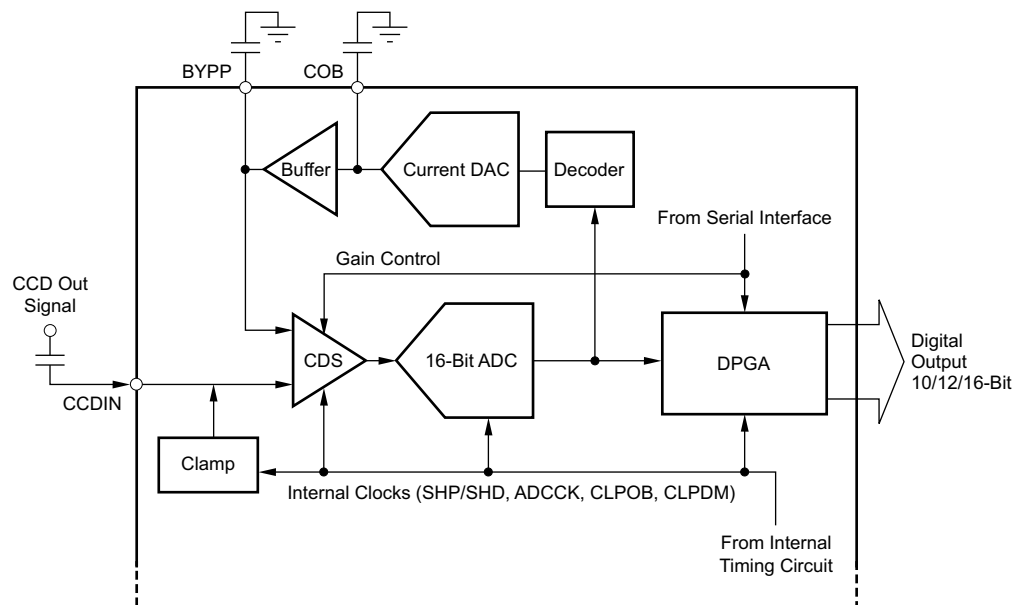 BYPP
COB
Buffer
Current DAC
Decoder
From Serial Interface
Gain Control
CCD Out
Signal
CDS
16-Bit ADC
DPGA
Digital
Output
10/12/16-Bit
CCDIN
Clamp
Internal Clocks (SHP/SHD, ADCCK, CLPOB, CLPDM)
From Internal
Timing Circuit